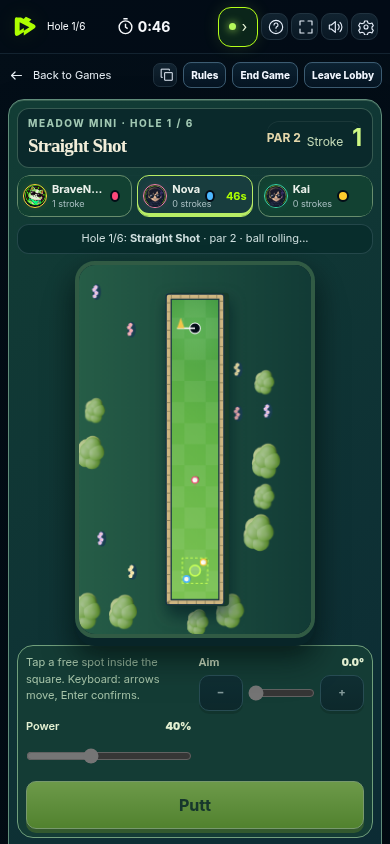 Hole 1/6
0:46
Back to Games
Rules
End Game
Leave Lobby
MEADOW MINI · HOLE 1 / 6
Straight Shot
PAR 2
Stroke
1
BraveN...
1 stroke
Nova
0 strokes
46s
Kai
0 strokes
Hole 1/6: Straight Shot · par 2 · ball rolling...
Tap a free spot inside the
square. Keyboard: arrows
move, Enter confirms.
Aim
0.0°
−
+
Power
40%
Putt